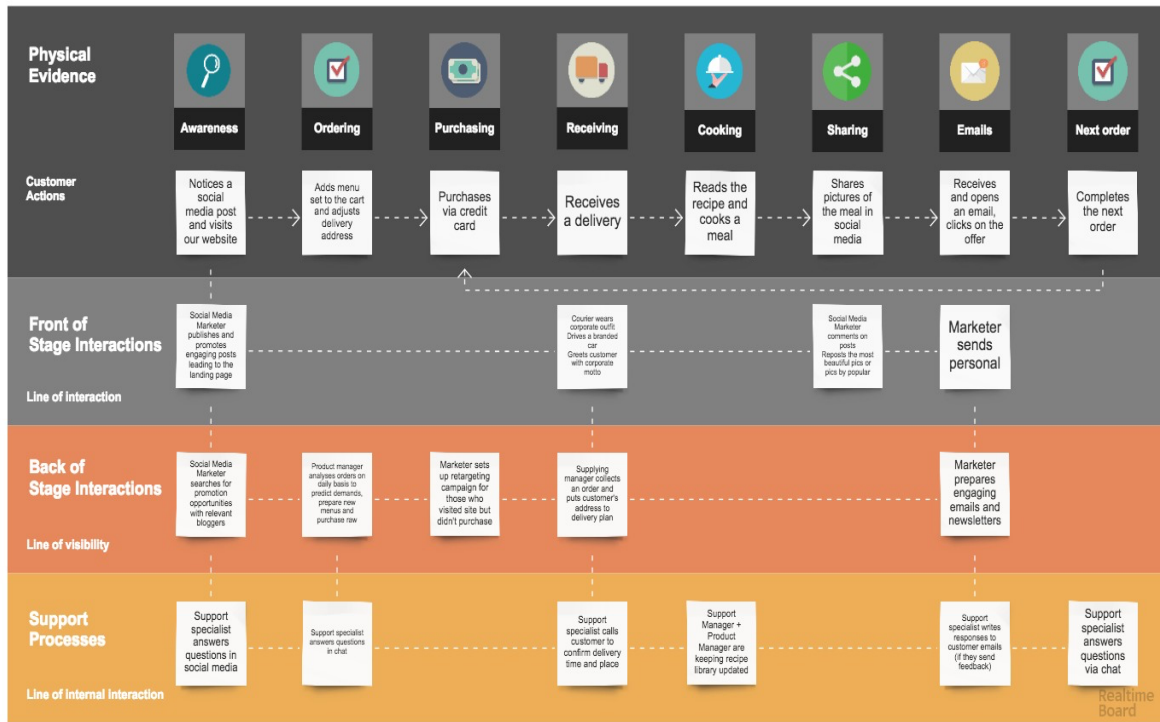 Physical
Evidence
Awareness
Ordering
Purchasing
Receiving
Cooking
Sharing
Emails
Next order
Customer
Actions
Notices a
social
media post
and visits
our website
Adds menu
set to the cart
and adjusts
delivery
address
Purchases
via credit
card
Receives
a delivery
Reads the
recipe and
cooks a
meal
Shares
pictures of
the meal in
social
media
Receives
and opens
an email,
clicks on the
offer
Completes
the next
order
Front of
Stage Interactions
Social Media
Marketer
publishes and
promotes
engaging posts
leading to the
landing page
Courier wears
corporate outfit
Drives a branded
car
Greets customer
with corporate
motto
Social Media
Marketer
comments on
posts
Reposts the most
beautiful pics or
pics by popular
Marketer
sends
personal
Line of interaction
Back of
Stage Interactions
Social Media
Marketer
searches for
promotion
opportunities
with relevant
bloggers
Product manager
analyses orders on
daily basis to
predict demands,
prepare new
menus and
purchase raw
Marketer sets
up retargeting
campaign for
those who
visited site but
didn't purchase
Supplying
manager collects
an order and
puts customer's
address to
delivery plan
Marketer
prepares
engaging
emails and
newsletters
Line of visibility
Support
Processes
Support
specialist
answers
questions in
social media
Support specialist
answers questions
in chat
Support
specialist calls
customer to
confirm delivery
time and place
Support
Manager +
Product
Manager are
keeping recipe
library updated
Support
specialist writes
responses to
customer emails
(if they send
feedback)
Support
specialist
answers
questions
via chat
Line of internal interaction
Realtime
Board